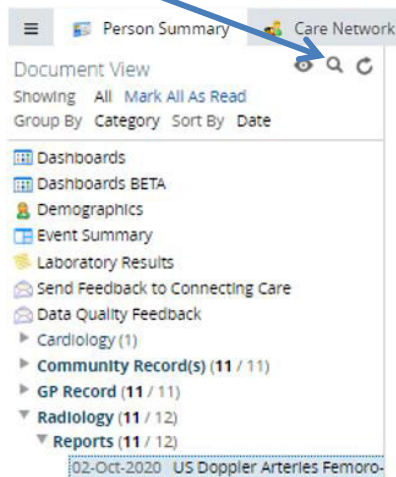 Person Summary Care Network
Document View
Showing All Mark All As Read
Group By Category Sort By Date
Dashboards
Dashboards BETA
Demographics
Event Summary
Laboratory Results
Send Feedback to Connecting Care
Data Quality Feedback
Cardiology (1)
Community Record(s) (11 / 11)
GP Record (11 / 11)
Radiology (11 / 12)
Reports (11 / 12)
02-Oct-2020 US Doppler Arteries Femoro-